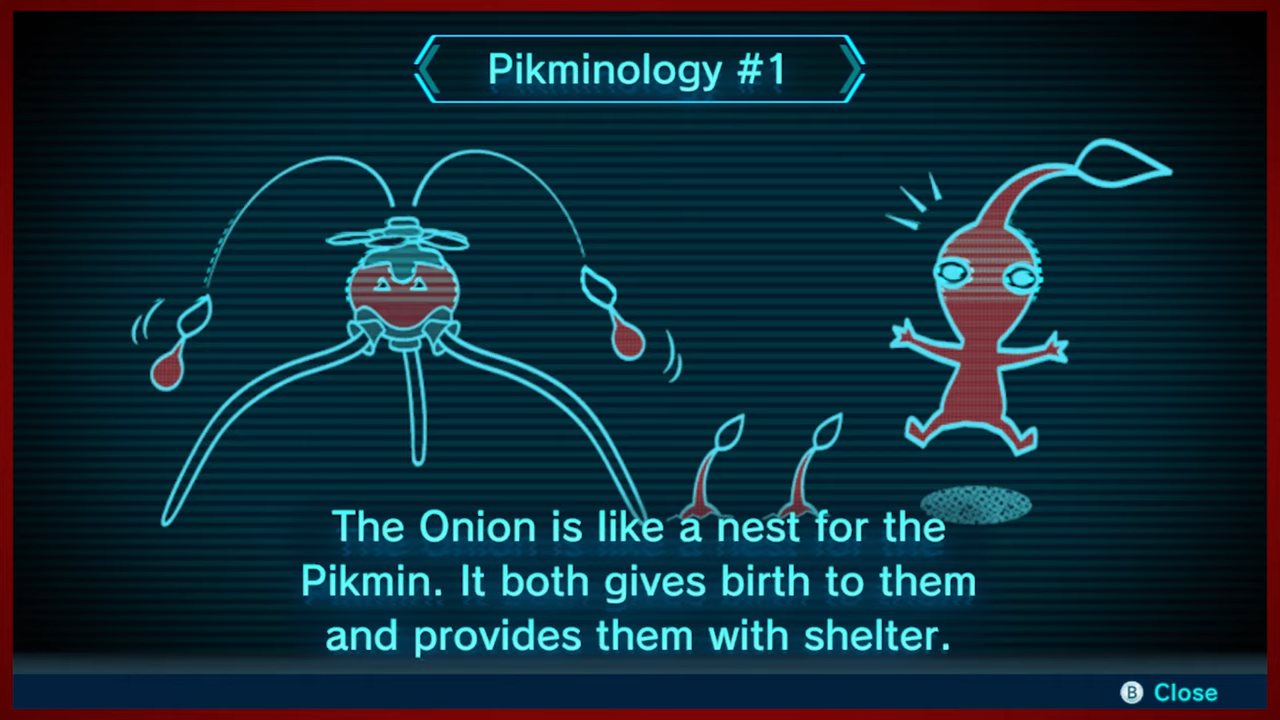 Pikminology #1
The Onion is like a nest for the
Pikmin. It both gives birth to them
and provides them with shelter.
B Close